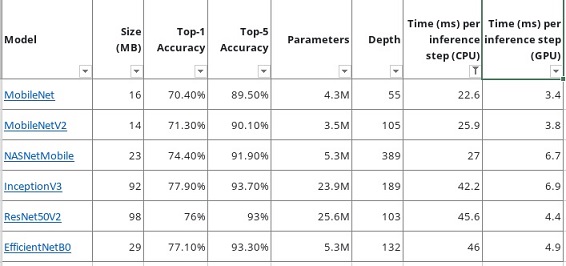 Model Size (MB) Top-1 Accuracy Top-5 Accuracy Parameters Depth Time (ms) per inference step (CPU) Time (ms) per inference step (GPU)
MobileNet 16 70.40% 89.50% 4.3M 55 22.6 3.4
MobileNetV2 14 71.30% 90.10% 3.5M 105 25.9 3.8
NASNetMobile 23 74.40% 91.90% 5.3M 389 27 6.7
InceptionV3 92 77.90% 93.70% 23.9M 189 42.2 6.9
ResNet50V2 98 76% 93% 25.6M 103 45.6 4.4
EfficientNetB0 29 77.10% 93.30% 5.3M 132 46 4.9